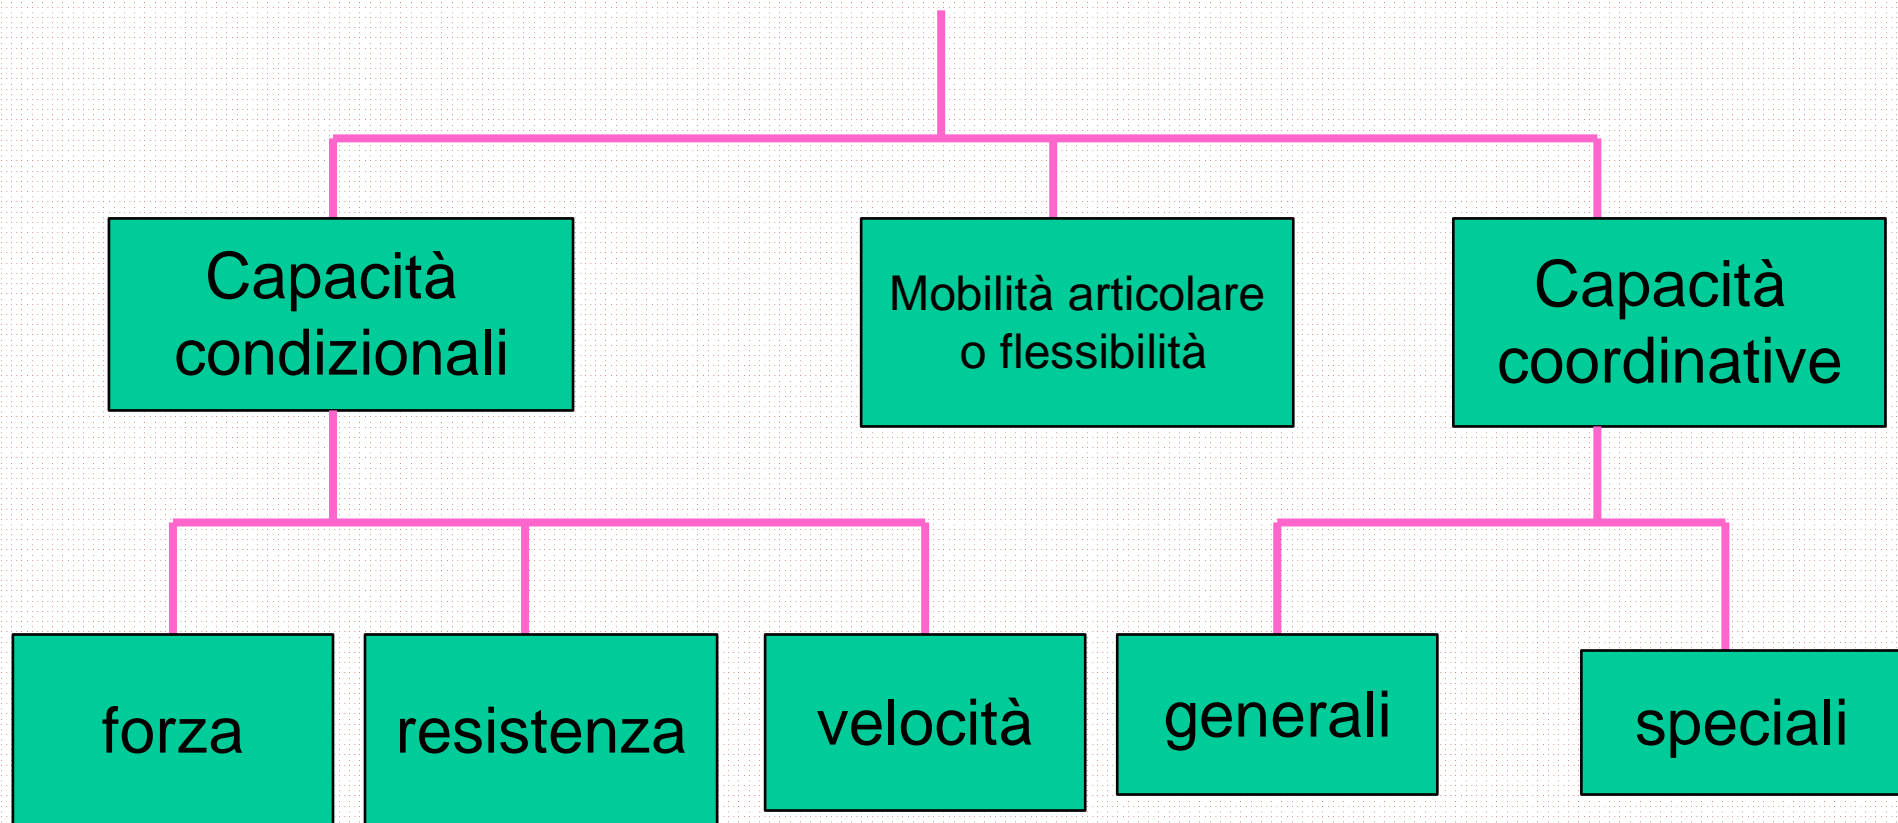 Capacità
condizionali
Mobilità articolare
o flessibilità
Capacità
coordinative
forza
resistenza
velocità
generali
speciali